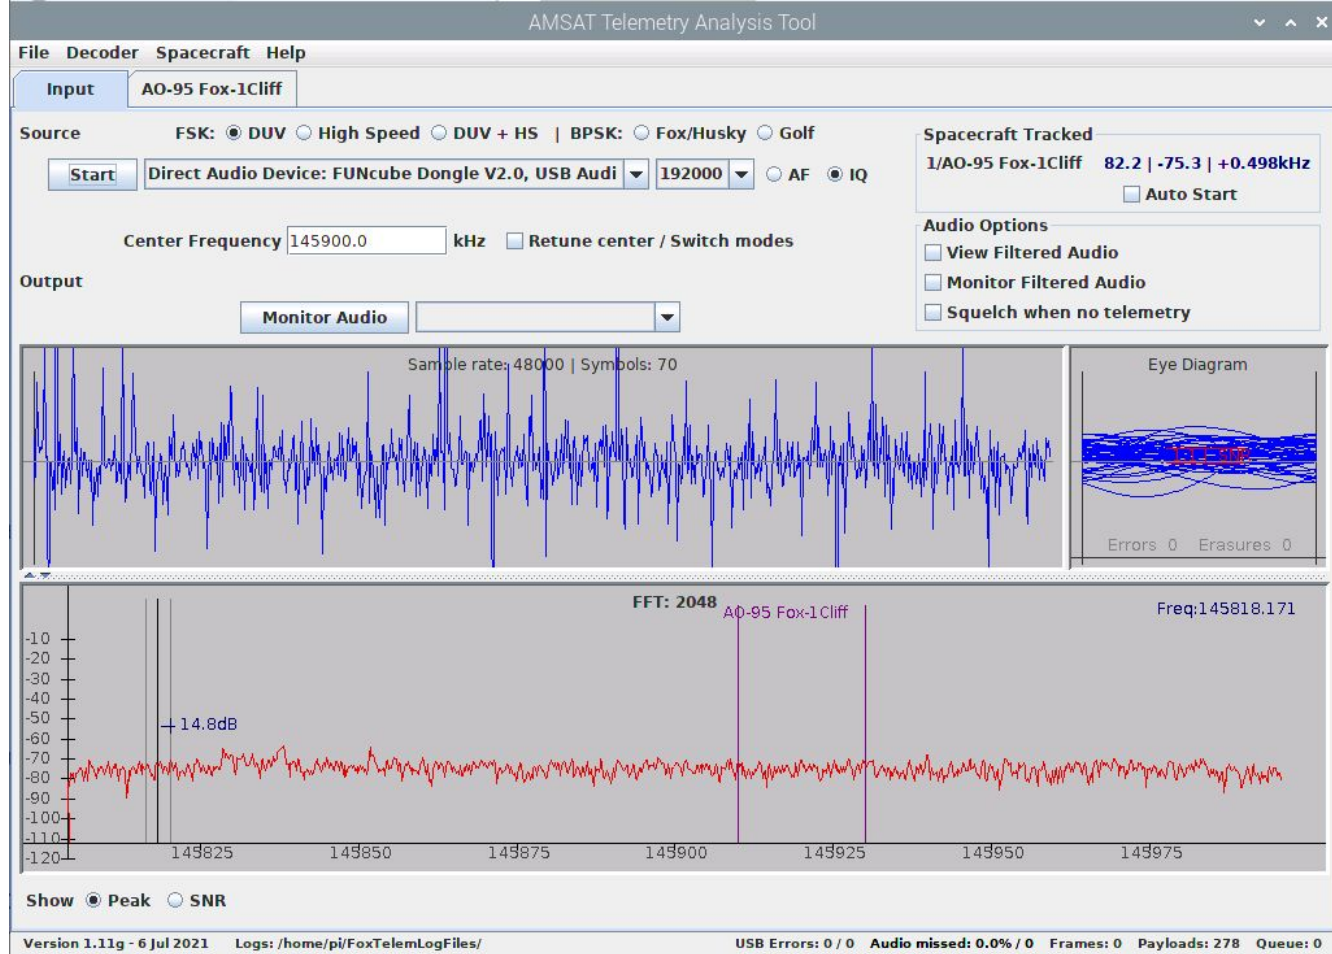 AMSAT Telemetry Analysis Tool
File Decoder Spacecraft Help
Input AO-95 Fox-1Cliff
Source FSK: DUV High Speed DUV + HS | BPSK: Fox/Husky Golf
Spacecraft Tracked
Start Direct Audio Device: FUNcube Dongle V2.0, USB Audi 192000 AF IQ
1/AO-95 Fox-1Cliff 82.2 | -75.3 | +0.498kHz
Auto Start
Audio Options
Center Frequency 145900.0 kHz Retune center / Switch modes
View Filtered Audio
Output
Monitor Filtered Audio
Monitor Audio
Squelch when no telemetry
Sample rate: 48000 | Symbols: 70
Eye Diagram
Errors 0 Erasures 0
FFT: 2048
AO-95 Fox-1Cliff
Freq:145818.171
-10
-20
-30
-40
-50
14.8dB
-60
-70
-80
-90
-100
-110
-120
145825 145850 145875 145900 145925 145950 145975
Show Peak SNR
Version 1.11g - 6 Jul 2021 Logs: /home/pi/FoxTelemLogFiles/ USB Errors: 0 / 0 Audio missed: 0.0% / 0 Frames: 0 Payloads: 278 Queue: 0